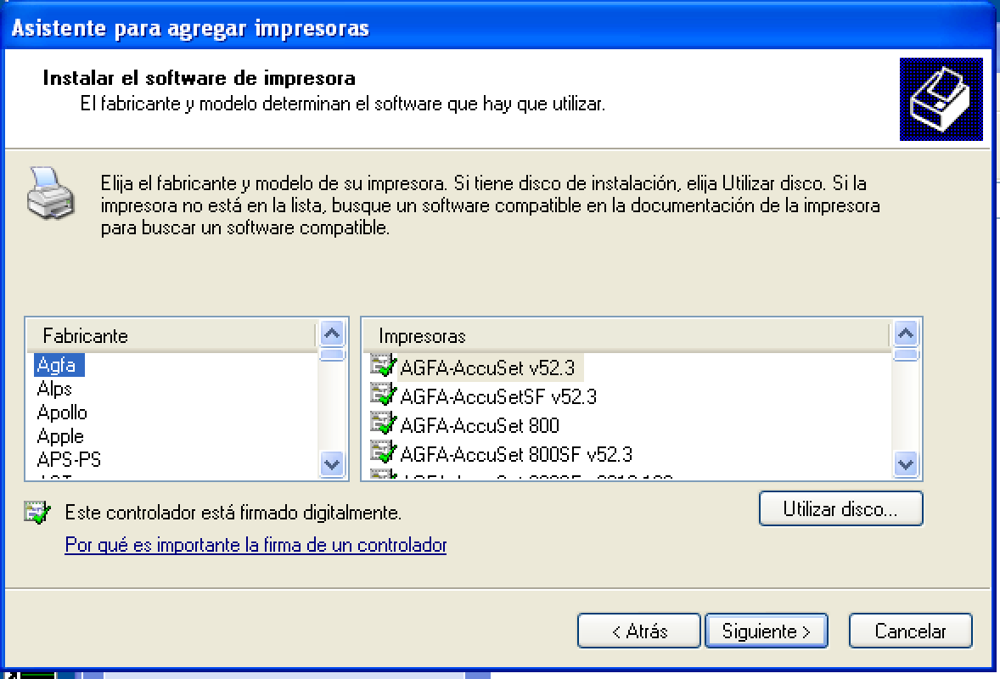 Asistente para agregar impresoras
Instalar el software de impresora
El fabricante y modelo determinan el software que hay que utilizar.
Elija el fabricante y modelo de su impresora. Si tiene disco de instalación, elija Utilizar disco. Si la
impresora no está en la lista, busque un software compatible en la documentación de la impresora
para buscar un software compatible.
Fabricante
Agfa
Alps
Apollo
Apple
APS-PS
Impresoras
AGFA-AccuSet v52.3
AGFA-AccuSetSF v52.3
AGFA-AccuSet 800
AGFA-AccuSet 800SF v52.3
Este controlador está firmado digitalmente.
Utilizar disco...
Por qué es importante la firma de un controlador
< Atrás
Siguiente >
Cancelar